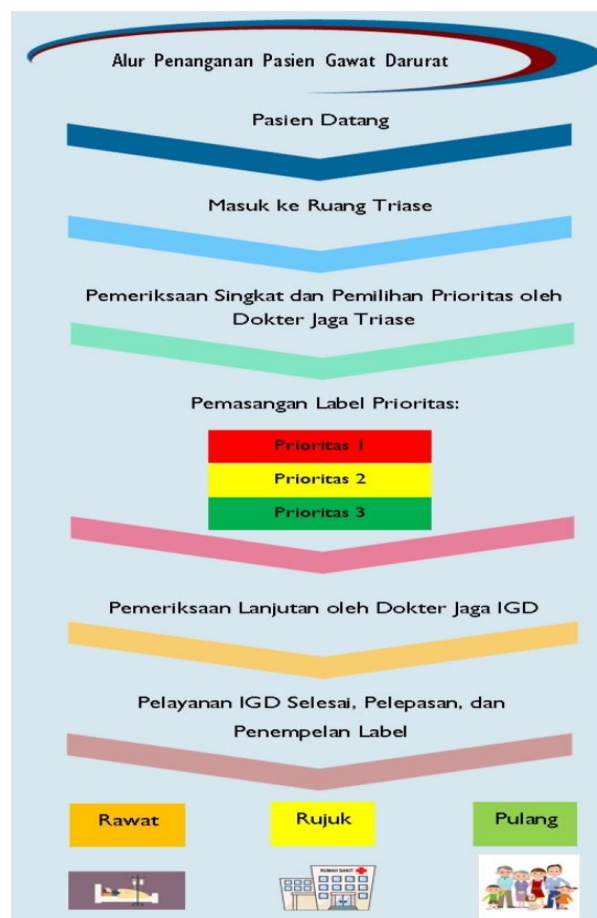 Alur Penanganan Pasien Gawat Darurat
Pasien Datang
Masuk ke Ruang Triase
Pemeriksaan Singkat dan Pemilihan Prioritas oleh
Dokter Jaga Triase
Pemasangan Label Prioritas:
Prioritas 1
Prioritas 2
Prioritas 3
Pemeriksaan Lanjutan oleh Dokter Jaga IGD
Pelayanan IGD Selesai, Pelepasan, dan
Penempelan Label
Rawat
Rujuk
Pulang
RUMAH SAKIT